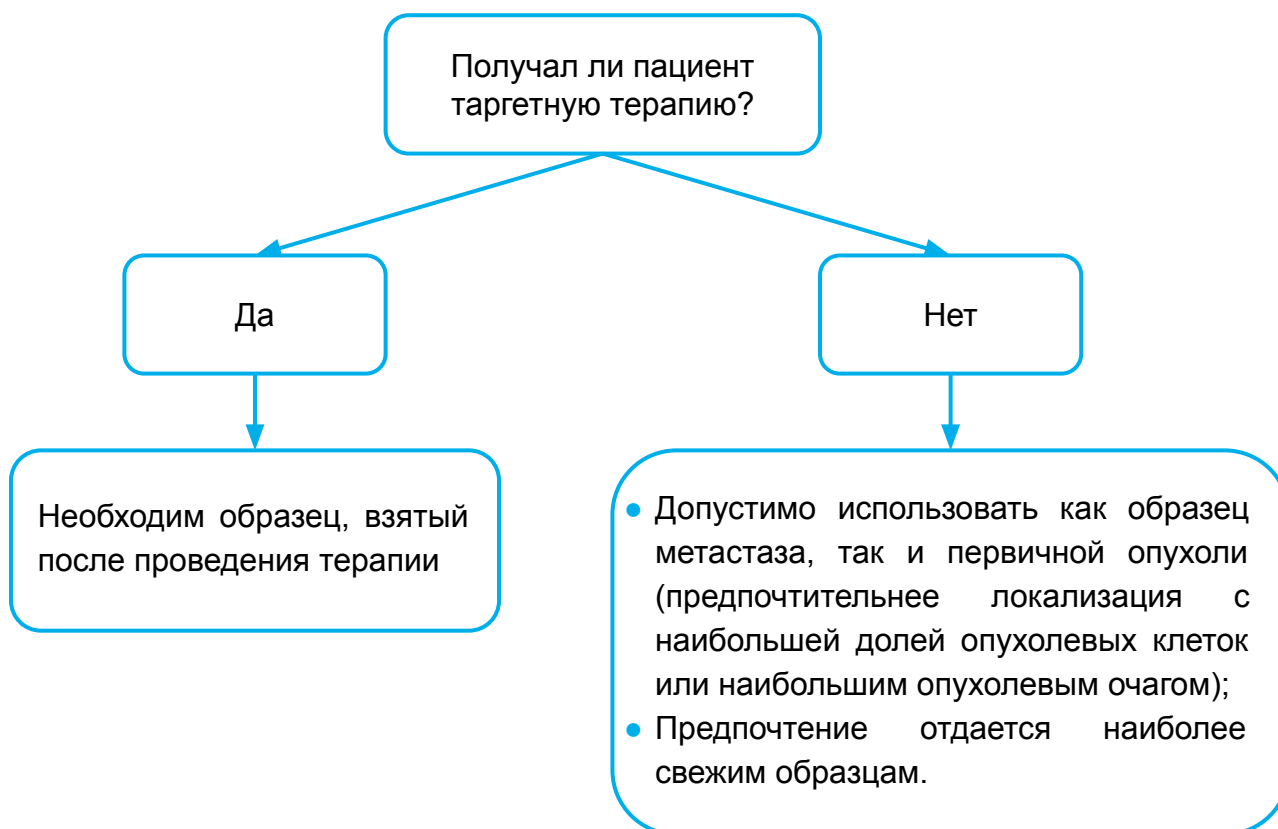 Получал ли пациент
таргетную терапию?
Да
Нет
Необходим образец, взятый
после проведения терапии
● Допустимо использовать как образец
метастаза, так и первичной опухоли
(предпочтительнее локализация с
наибольшей долей опухолевых клеток
или наибольшим опухолевым очагом);
● Предпочтение отдается наиболее
свежим образцам.